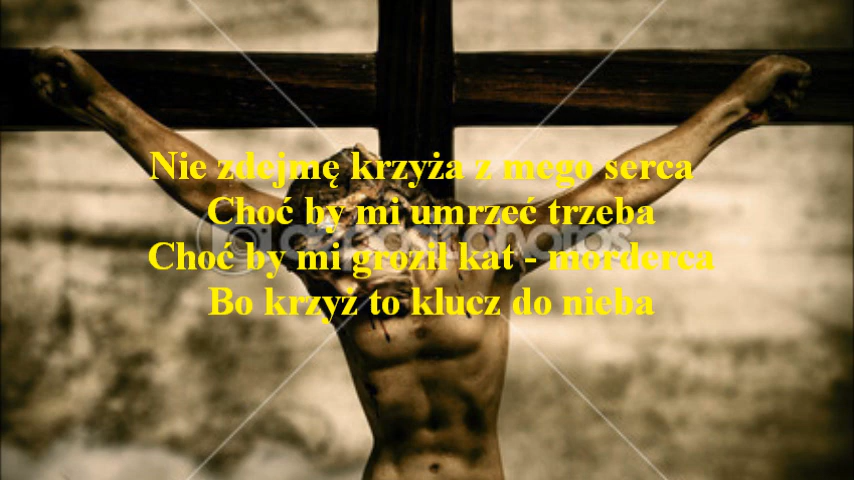 Nie zdejmę krzyża z mego serca
Choć by mi umrzeć trzeba
Choć by mi groził kat - morderca
Bo krzyż to klucz do nieba